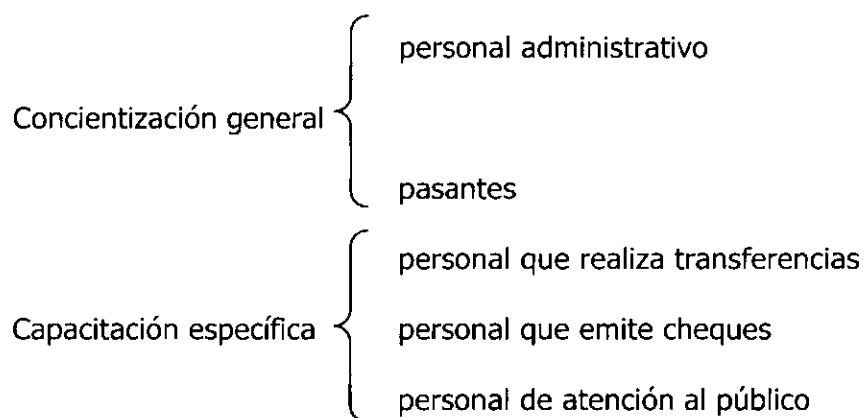 personal administrativo
Concientización general
pasantes
personal que realiza transferencias
Capacitación específica
personal que emite cheques
personal de atención al público